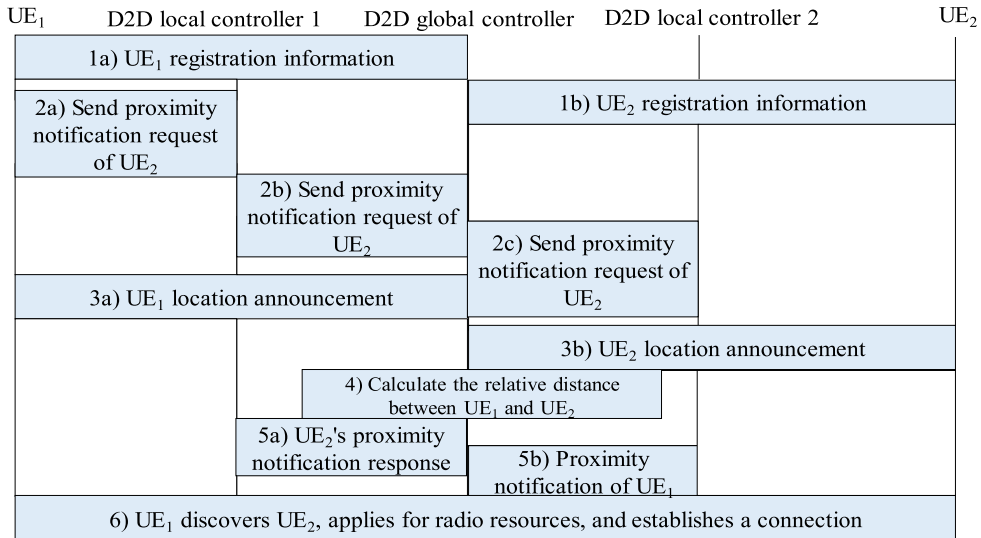 UE₁ D2D local controller 1 D2D global controller D2D local controller 2 UE₂
1a) UE₁ registration information
1b) UE₂ registration information
2a) Send proximity
notification request
of UE₂
2b) Send proximity
notification request of
UE₂
2c) Send proximity
notification request of
UE₂
3a) UE₁ location announcement
3b) UE₂ location announcement
4) Calculate the relative distance
between UE₁ and UE₂
5a) UE₂'s proximity
notification response
5b) Proximity
notification of UE₁
6) UE₁ discovers UE₂, applies for radio resources, and establishes a connection